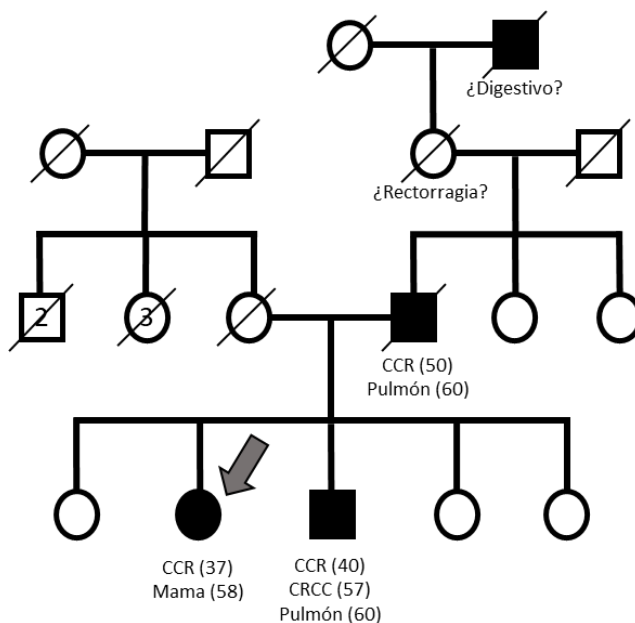 ¿Digestivo?
¿Rectorragia?
2
3
CCR (50)
Pulmón (60)
CCR (37)
Mama (58)
CCR (40)
CRCC (57)
Pulmón (60)